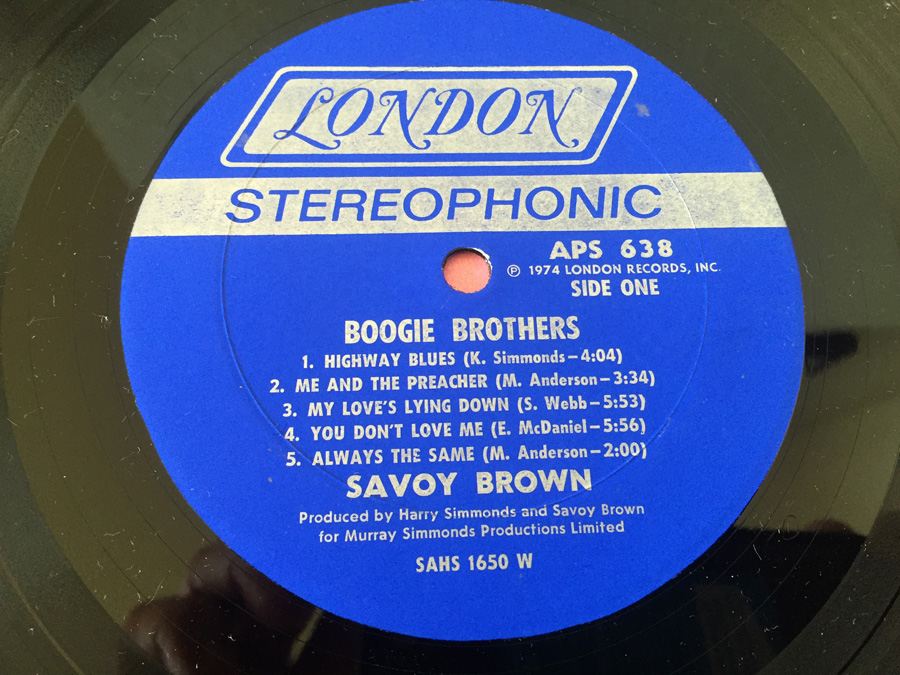 LONDON
STEREOPHONIC
APS 638
℗ 1974 LONDON RECORDS, INC.
SIDE ONE
BOOGIE BROTHERS
1. HIGHWAY BLUES (K. Simmonds–4:04)
2. ME AND THE PREACHER (M. Anderson–3:34)
3. MY LOVE'S LYING DOWN (S. Webb–5:53)
4. YOU DON'T LOVE ME (E. McDaniel–5:56)
5. ALWAYS THE SAME (M. Anderson–2:00)
SAVOY BROWN
Produced by Harry Simmonds and Savoy Brown
for Murray Simmonds Productions Limited
SAHS 1650 W